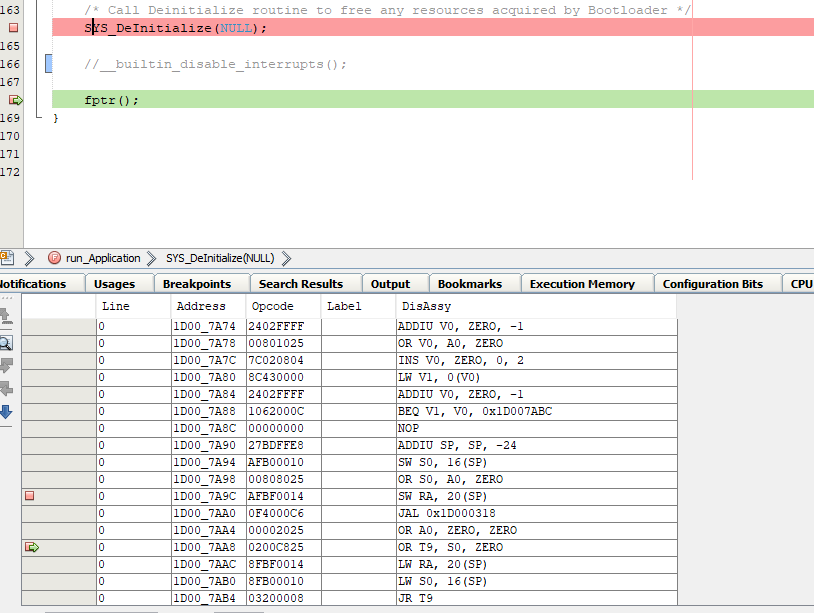 163
/* Call Deinitialize routine to free any resources acquired by Bootloader */
SYS_DeInitialize(NULL);
165
166
//__builtin_disable_interrupts();
167
fptr();
169
}
170
171
172
run_Application
SYS_DeInitialize(NULL)
Notifications Usages Breakpoints Search Results Output Bookmarks Execution Memory Configuration Bits CPU
Line Address Opcode Label DisAssy
0 1D00_7A74 2402FFFF ADDIU V0, ZERO, -1
0 1D00_7A78 00801025 OR V0, A0, ZERO
0 1D00_7A7C 7C020804 INS V0, ZERO, 0, 2
0 1D00_7A80 8C430000 LW V1, 0(V0)
0 1D00_7A84 2402FFFF ADDIU V0, ZERO, -1
0 1D00_7A88 1062000C BEQ V1, V0, 0x1D007ABC
0 1D00_7A8C 00000000 NOP
0 1D00_7A90 27BDFFE8 ADDIU SP, SP, -24
0 1D00_7A94 AFB00010 SW S0, 16(SP)
0 1D00_7A98 00808025 OR S0, A0, ZERO
0 1D00_7A9C AFBF0014 SW RA, 20(SP)
0 1D00_7AA0 0F4000C6 JAL 0x1D000318
0 1D00_7AA4 00002025 OR A0, ZERO, ZERO
0 1D00_7AA8 0200C825 OR T9, S0, ZERO
0 1D00_7AAC 8FBF0014 LW RA, 20(SP)
0 1D00_7AB0 8FB00010 LW S0, 16(SP)
0 1D00_7AB4 03200008 JR T9